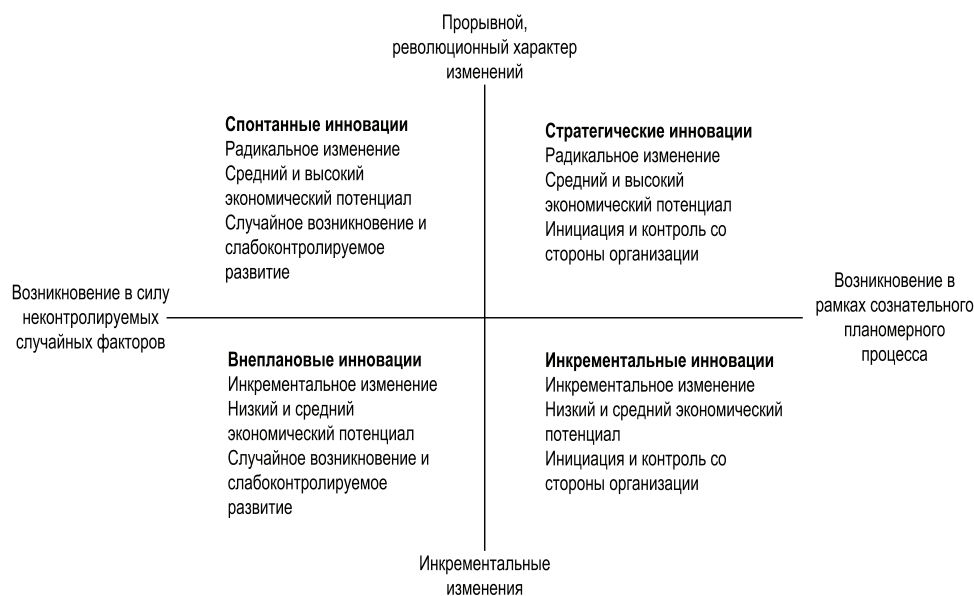 Прорывной,
революционный характер
изменений
Спонтанные инновации
Радикальное изменение
Средний и высокий
экономический потенциал
Случайное возникновение и
слабоконтролируемое
развитие
Стратегические инновации
Радикальное изменение
Средний и высокий
экономический потенциал
Инициация и контроль со
стороны организации
Возникновение в силу
неконтролируемых
случайных факторов
Возникновение в
рамках сознательного
планомерного
процесса
Внеплановые инновации
Инкрементальное изменение
Низкий и средний
экономический потенциал
Случайное возникновение и
слабоконтролируемое
развитие
Инкрементальные инновации
Инкрементальное изменение
Низкий и средний экономический
потенциал
Инициация и контроль со
стороны организации
Инкрементальные
изменения